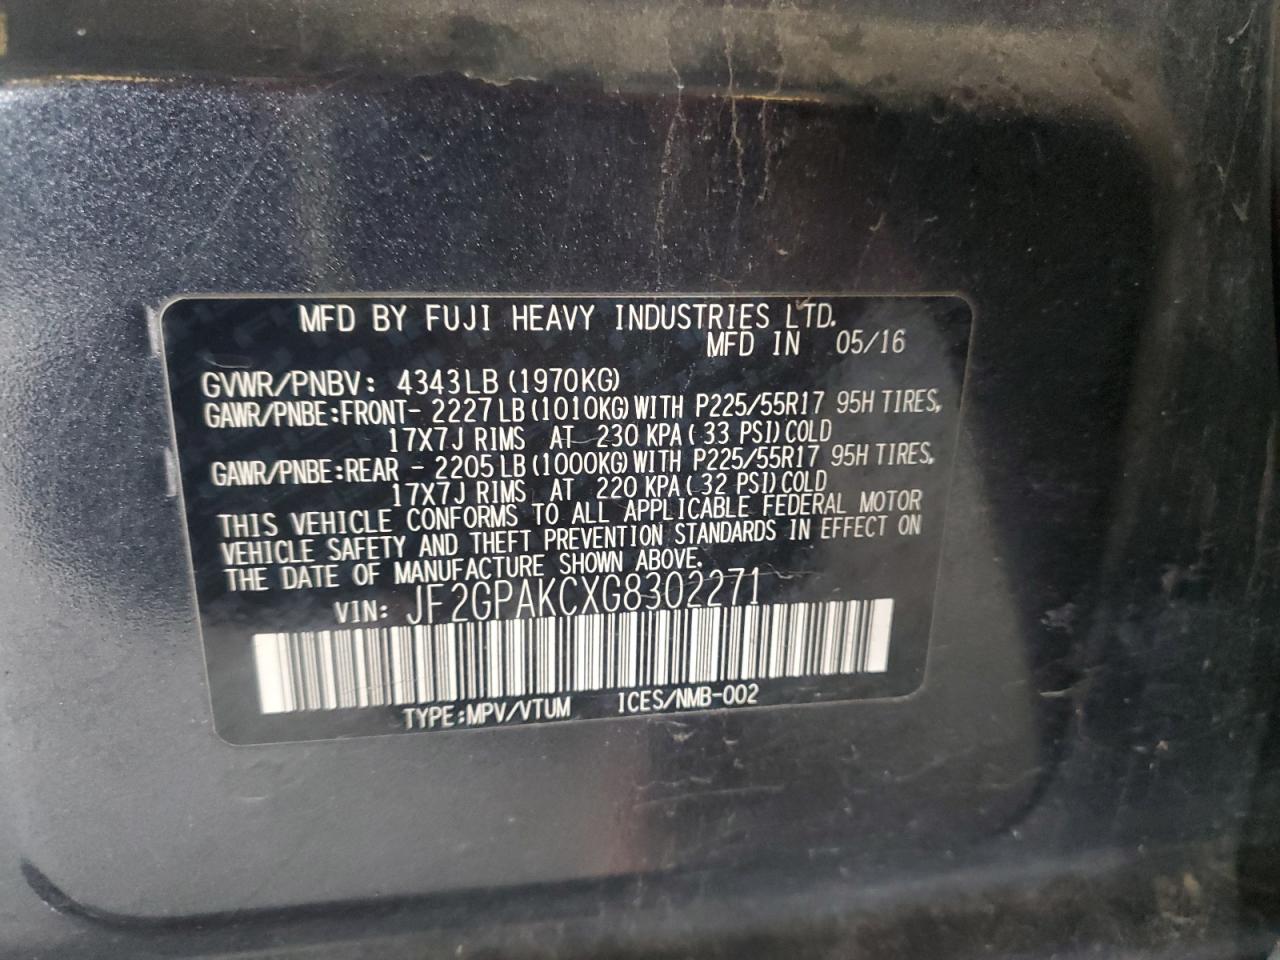 MFD BY FUJI HEAVY INDUSTRIES LTD.
MFD IN 05/16
GVWR/PNBV: 4343LB (1970KG)
GAWR/PNBE:FRONT- 2227LB (1010KG) WITH P225/55R17 95H TIRES,
17X7J RIMS AT 230 KPA (33 PSI) COLD
GAWR/PNBE:REAR - 2205LB (1000KG) WITH P225/55R17 95H TIRES,
17X7J RIMS AT 220 KPA (32 PSI) COLD
THIS VEHICLE CONFORMS TO ALL APPLICABLE FEDERAL MOTOR
VEHICLE SAFETY AND THEFT PREVENTION STANDARDS IN EFFECT ON
THE DATE OF MANUFACTURE SHOWN ABOVE.
VIN: JF2GPAKCXG8302271
TYPE:MPV/VTUM ICES/NMB-002